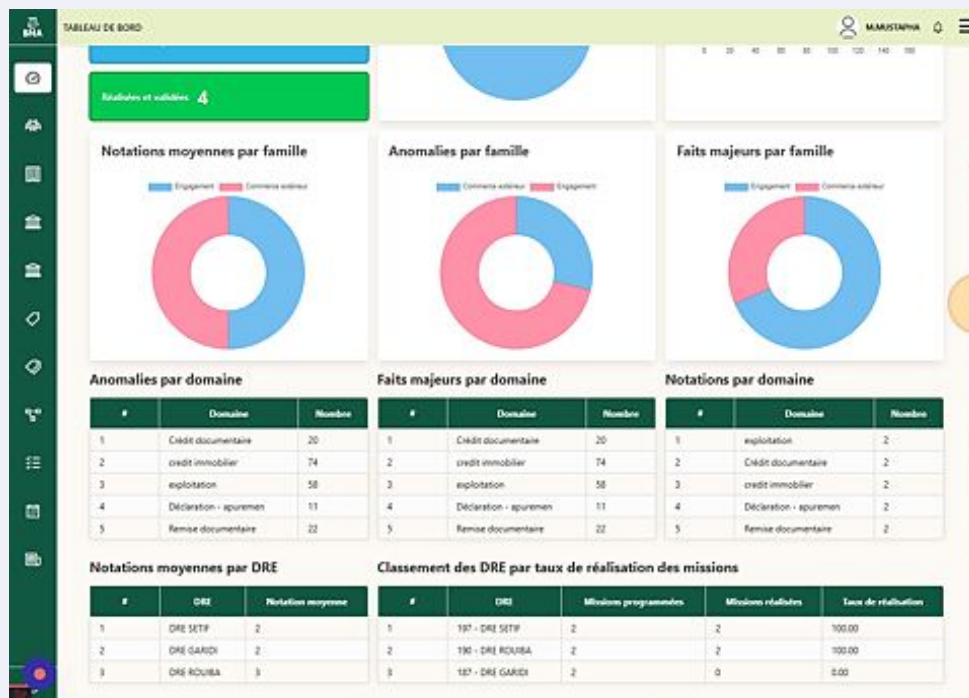 BNA
TABLEAU DE BORD
M.MUSTAPHA
0 20 40 60 80 100 120 140 160
Réalisées et validées 4
Notations moyennes par famille
Engagement Commerce extérieur
Anomalies par famille
Commerce extérieur Engagement
Faits majeurs par famille
Engagement Commerce extérieur
Anomalies par domaine
# Domaine Nombre
1 Crédit documentaire 20
2 credit immobilier 74
3 exploitation 58
4 Déclaration - apuremen 11
5 Remise documentaire 22
Faits majeurs par domaine
# Domaine Nombre
1 Crédit documentaire 20
2 credit immobilier 74
3 exploitation 58
4 Déclaration - apuremen 11
5 Remise documentaire 22
Notations par domaine
# Domaine Nombre
1 exploitation 2
2 Crédit documentaire 2
3 credit immobilier 2
4 Déclaration - apuremen 2
5 Remise documentaire 2
Notations moyennes par DRE
# DRE Notation moyenne
1 DRE SETIF 2
2 DRE GARIDI 2
3 DRE ROUIBA 3
Classement des DRE par taux de réalisation des missions
# DRE Missions programmées Missions réalisées Taux de réalisation
1 197 - DRE SETIF 2 2 100.00
2 190 - DRE ROUIBA 2 2 100.00
3 187 - DRE GARIDI 2 0 0.00